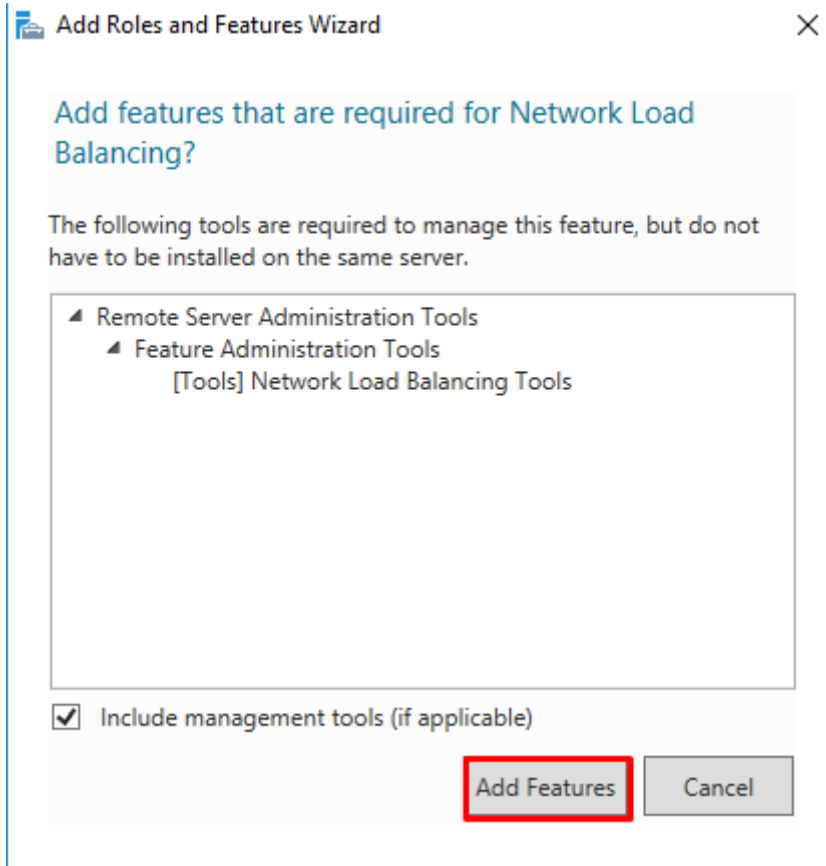 Add Roles and Features Wizard
Add features that are required for Network Load
Balancing?
The following tools are required to manage this feature, but do not
have to be installed on the same server.
Remote Server Administration Tools
Feature Administration Tools
[Tools] Network Load Balancing Tools
Include management tools (if applicable)
Add Features
Cancel